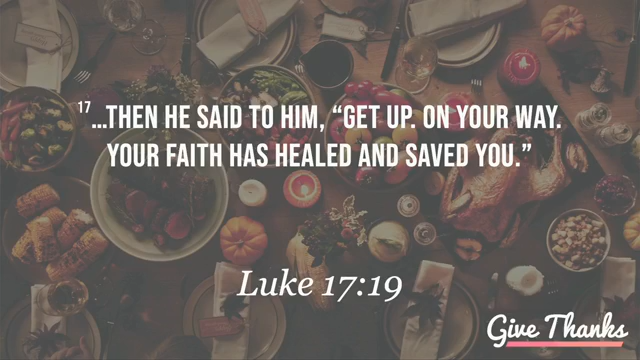 17...THEN HE SAID TO HIM, “GET UP. ON YOUR WAY.
YOUR FAITH HAS HEALED AND SAVED YOU.”
Luke 17:19
Give Thanks